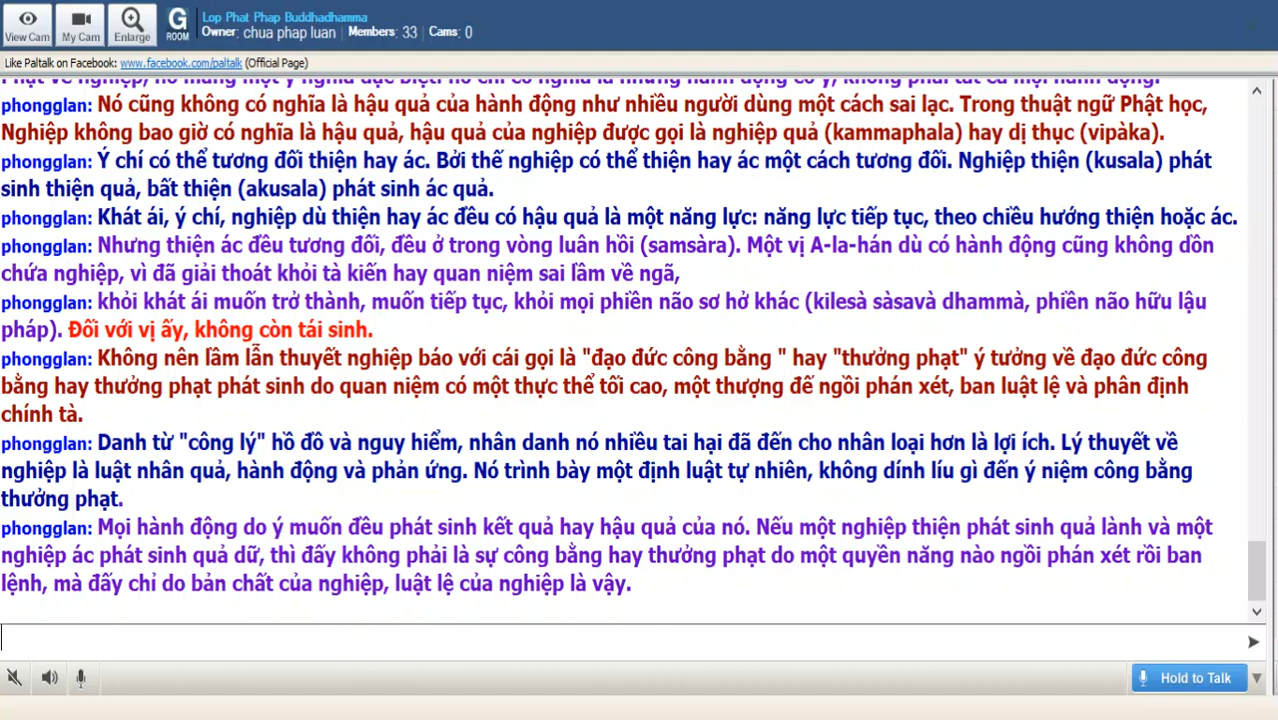 Lop Phat Phap Buddhadhamma
Owner: chua phap luan | Members: 33 | Cams: 0
View Cam
My Cam
Enlarge
G
ROOM
Like Paltalk on Facebook: www.facebook.com/paltalk (Official Page)
phongglan: Nó cũng không có nghĩa là hậu quả của hành động như nhiều người dùng một cách sai lạc. Trong thuật ngữ Phật học,
Nghiệp không bao giờ có nghĩa là hậu quả, hậu quả của nghiệp được gọi là nghiệp quả (kammaphala) hay dị thục (vipàka).
phongglan: Ý chí có thể tương đối thiện hay ác. Bởi thế nghiệp có thể thiện hay ác một cách tương đối. Nghiệp thiện (kusala) phát
sinh thiện quả, bất thiện (akusala) phát sinh ác quả.
phongglan: Khát ái, ý chí, nghiệp dù thiện hay ác đều có hậu quả là một năng lực: năng lực tiếp tục, theo chiều hướng thiện hoặc ác.
phongglan: Nhưng thiện ác đều tương đối, đều ở trong vòng luân hồi (samsàra). Một vị A-la-hán dù có hành động cũng không dồn
chứa nghiệp, vì đã giải thoát khỏi tà kiến hay quan niệm sai lầm về ngã,
phongglan: khỏi khát ái muốn trở thành, muốn tiếp tục, khỏi mọi phiền não sơ hở khác (kilesà sàsavà dhammà, phiền não hữu lậu
pháp). Đối với vị ấy, không còn tái sinh.
phongglan: Không nên lầm lẫn thuyết nghiệp báo với cái gọi là "đạo đức công bằng " hay "thưởng phạt" ý tưởng về đạo đức công
bằng hay thưởng phạt phát sinh do quan niệm có một thực thể tối cao, một thượng đế ngồi phán xét, ban luật lệ và phân định
chính tà.
phongglan: Danh từ "công lý" hồ đồ và nguy hiểm, nhân danh nó nhiều tai hại đã đến cho nhân loại hơn là lợi ích. Lý thuyết về
nghiệp là luật nhân quả, hành động và phản ứng. Nó trình bày một định luật tự nhiên, không dính líu gì đến ý niệm công bằng
thưởng phạt.
phongglan: Mọi hành động do ý muốn đều phát sinh kết quả hay hậu quả của nó. Nếu một nghiệp thiện phát sinh quả lành và một
nghiệp ác phát sinh quả dữ, thì đấy không phải là sự công bằng hay thưởng phạt do một quyền năng nào ngồi phán xét rồi ban
lệnh, mà đấy chỉ do bản chất của nghiệp, luật lệ của nghiệp là vậy.
Hold to Talk